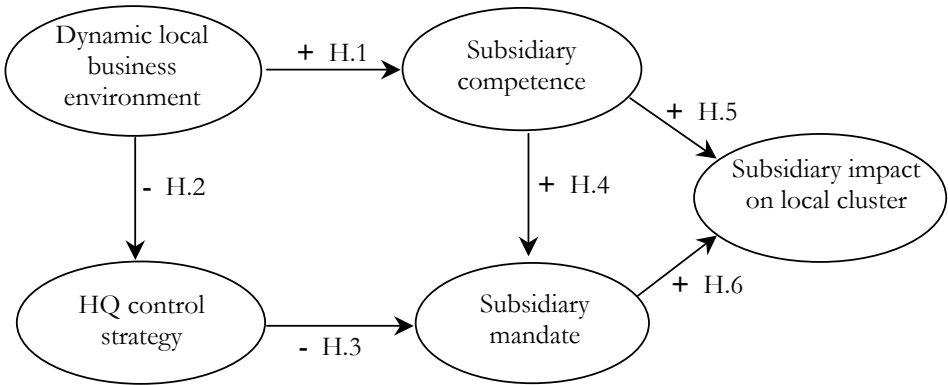 Dynamic local
business
environment
+ H.1
Subsidiary
competence
+ H.5
- H.2
+ H.4
Subsidiary impact
on local cluster
HQ control
strategy
- H.3
Subsidiary
mandate
+ H.6